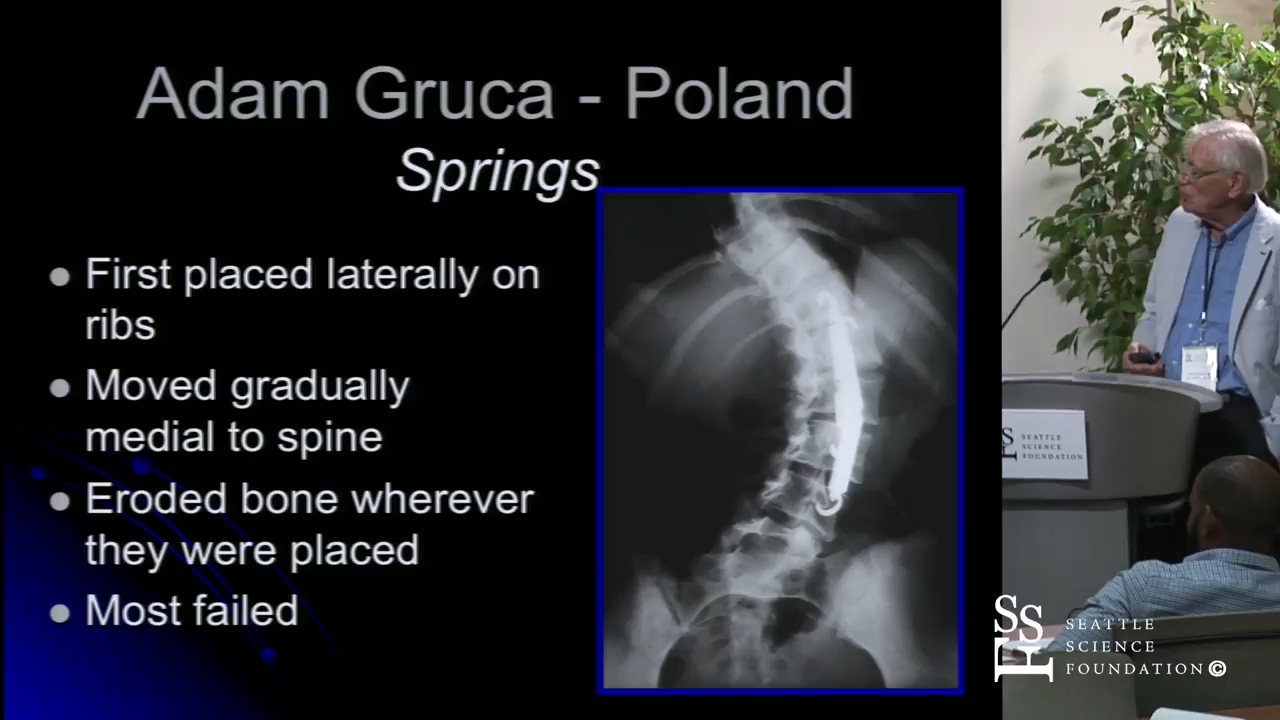 Adam Gruca - Poland
Springs
● First placed laterally on
ribs
● Moved gradually
medial to spine
● Eroded bone wherever
they were placed
● Most failed
S
SEATTLE
SCIENCE
FOUNDATION
SSF
SEATTLE
SCIENCE
FOUNDATION©